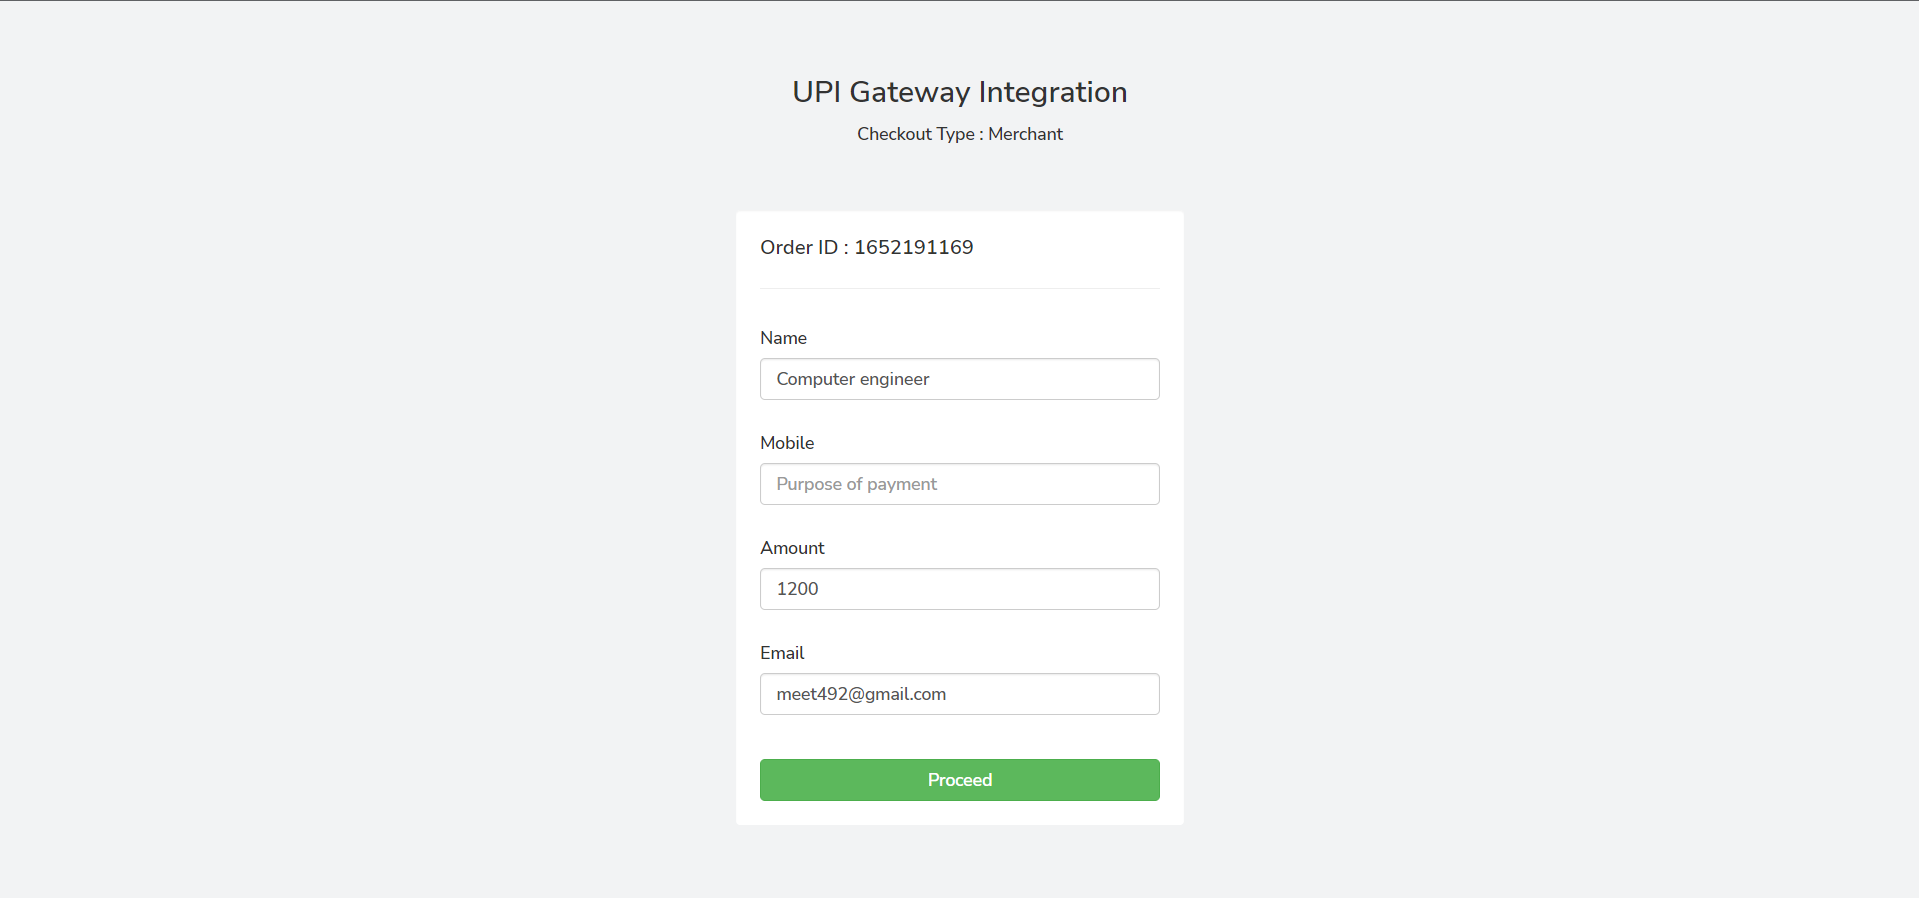 UPI Gateway Integration
Checkout Type : Merchant
Order ID : 1652191169
Name
Computer engineer
Mobile
Purpose of payment
Amount
1200
Email
meet492@gmail.com
Proceed